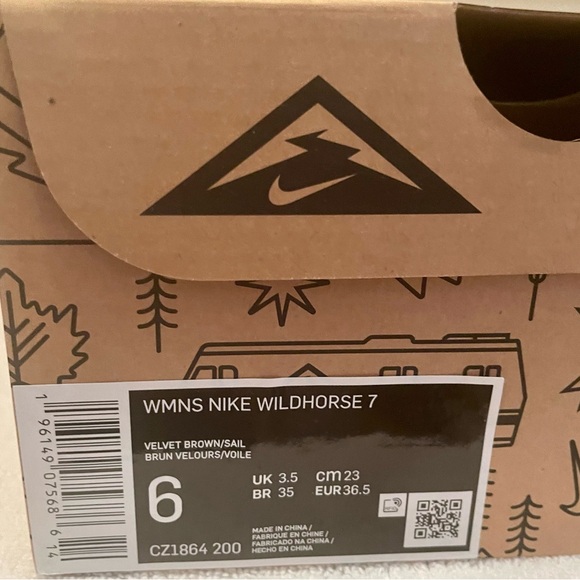 WMNS NIKE WILDHORSE 7
VELVET BROWN/SAIL
BRUN VELOURS/VOILE
6
UK 3.5 cm 23
BR 35 EUR 36.5
MADE IN CHINA /
FABRIQUE EN CHINE /
FABRICADO NA CHINA /
HECHO EN CHINA
CZ1864 200
1 96149 07568 6 14